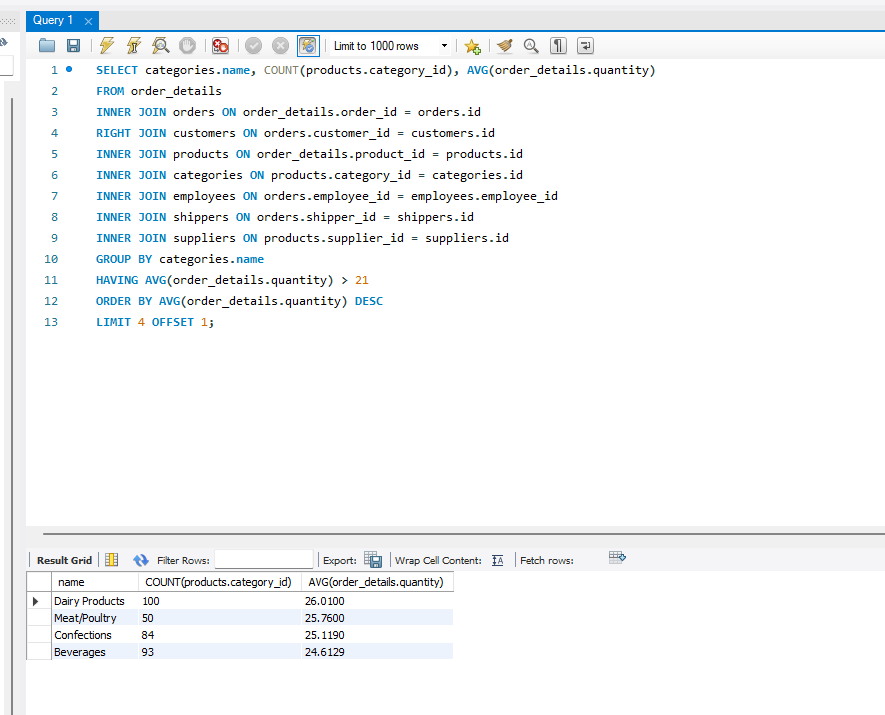 Query 1 ×
Limit to 1000 rows
1 SELECT categories.name, COUNT(products.category_id), AVG(order_details.quantity)
2 FROM order_details
3 INNER JOIN orders ON order_details.order_id = orders.id
4 RIGHT JOIN customers ON orders.customer_id = customers.id
5 INNER JOIN products ON order_details.product_id = products.id
6 INNER JOIN categories ON products.category_id = categories.id
7 INNER JOIN employees ON orders.employee_id = employees.employee_id
8 INNER JOIN shippers ON orders.shipper_id = shippers.id
9 INNER JOIN suppliers ON products.supplier_id = suppliers.id
10 GROUP BY categories.name
11 HAVING AVG(order_details.quantity) > 21
12 ORDER BY AVG(order_details.quantity) DESC
13 LIMIT 4 OFFSET 1;
Result Grid Filter Rows: Export: Wrap Cell Content: Fetch rows:
name COUNT(products.category_id) AVG(order_details.quantity)
Dairy Products 100 26.0100
Meat/Poultry 50 25.7600
Confections 84 25.1190
Beverages 93 24.6129